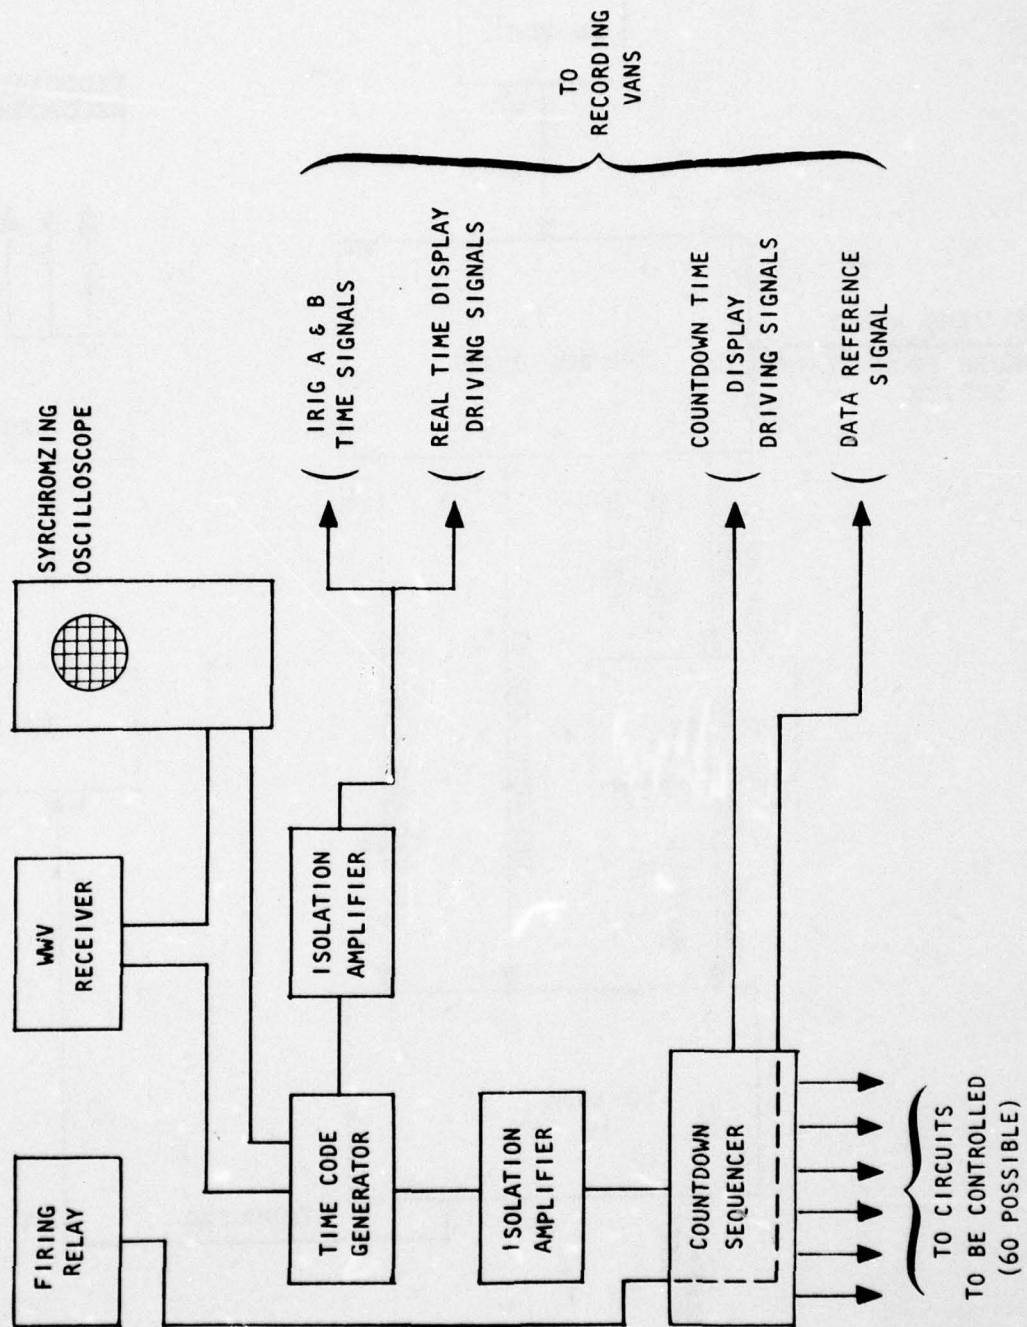 FIRING
RELAY
WWV
RECEIVER
SYRCHROMZING
OSCILLOSCOPE
TIME CODE
GENERATOR
ISOLATION
AMPLIFIER
IRIG A & B
TIME SIGNALS
REAL TIME DISPLAY
DRIVING SIGNALS
ISOLATION
AMPLIFIER
COUNTDOWN
SEQUENCER
COUNTDOWN TIME
DISPLAY
DRIVING SIGNALS
DATA REFERENCE
SIGNAL
TO
RECORDING
VANS
TO CIRCUITS
TO BE CONTROLLED
(60 POSSIBLE)